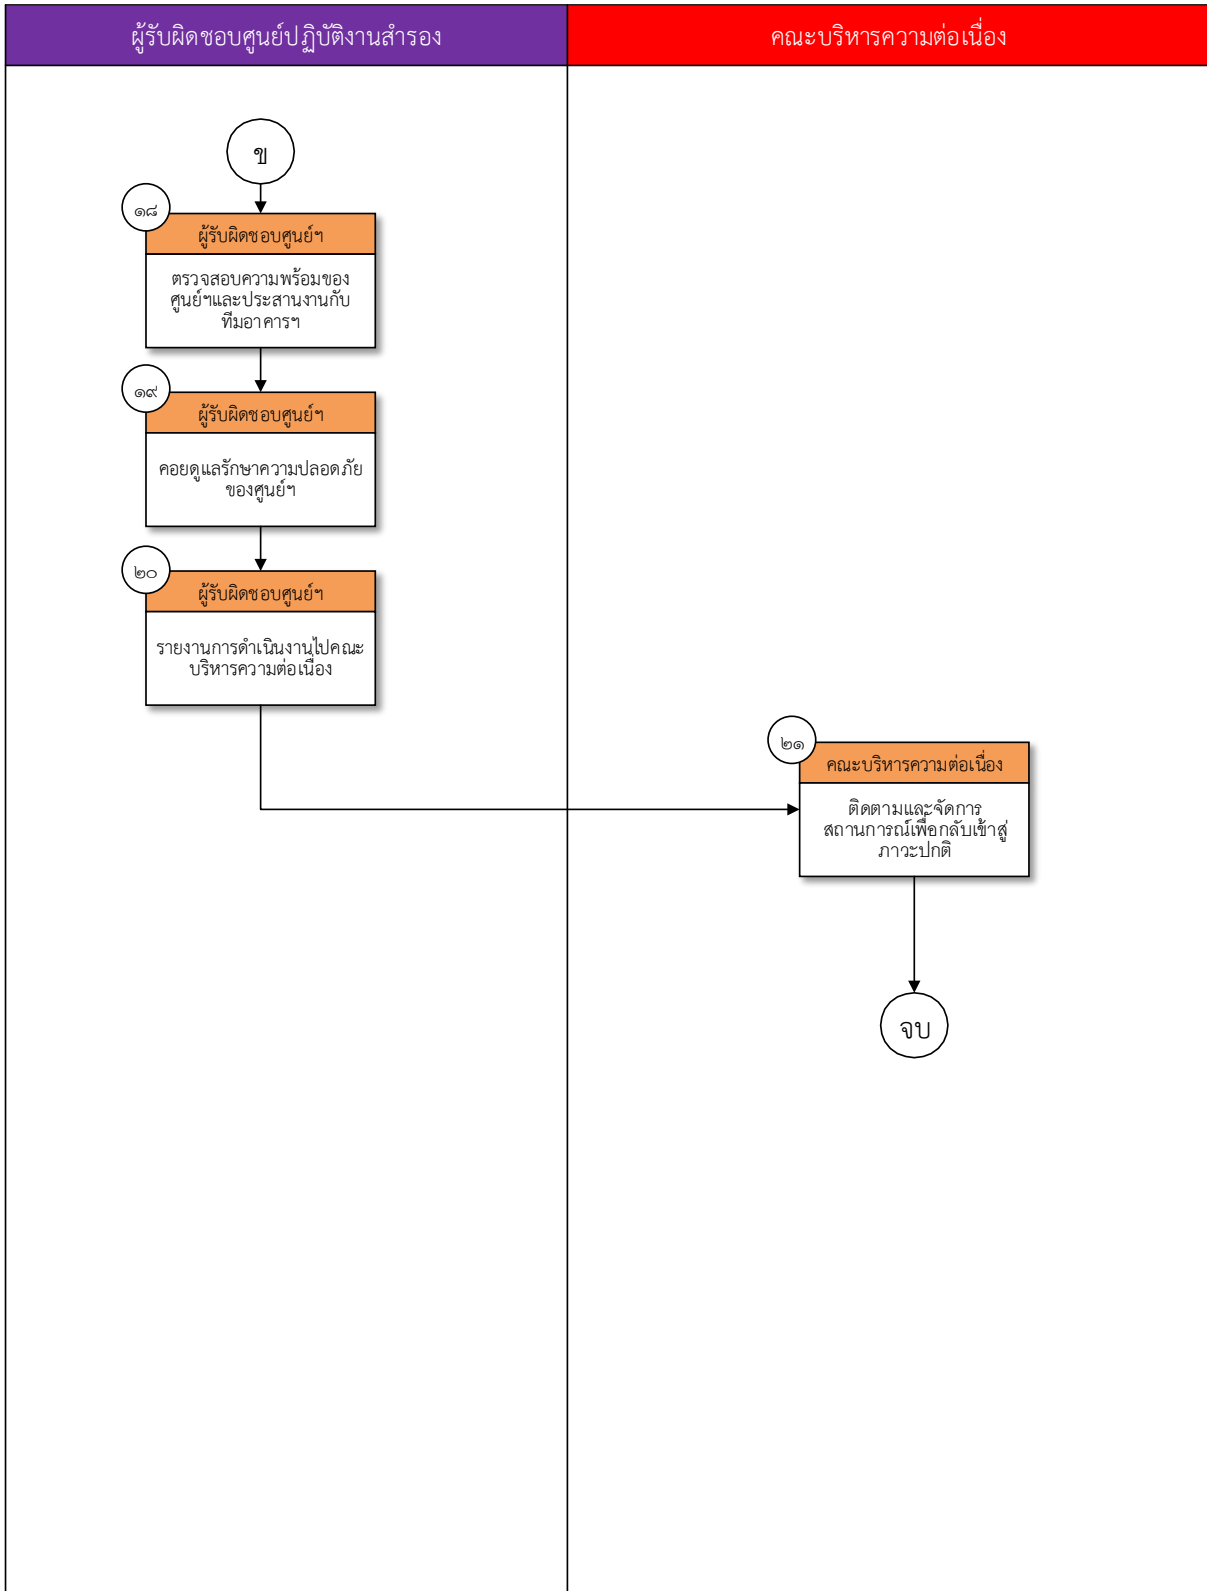 ผู้รับผิดชอบศูนย์ปฏิบัติงานสำรอง
คณะบริหารความต่อเนื่อง
ข
๑๘
ผู้รับผิดชอบศูนย์ฯ
ตรวจสอบความพร้อมของ
ศูนย์ฯและประสานงานกับ
ทีมอาคารฯ
๑๙
ผู้รับผิดชอบศูนย์ฯ
คอยดูแลรักษาความปลอดภัย
ของศูนย์ฯ
๒๐
ผู้รับผิดชอบศูนย์ฯ
รายงานการดำเนินงานไปคณะ
บริหารความต่อเนื่อง
๒๑
คณะบริหารความต่อเนื่อง
ติดตามและจัดการ
สถานการณ์เพื่อกลับเข้าสู่
ภาวะปกติ
จบ